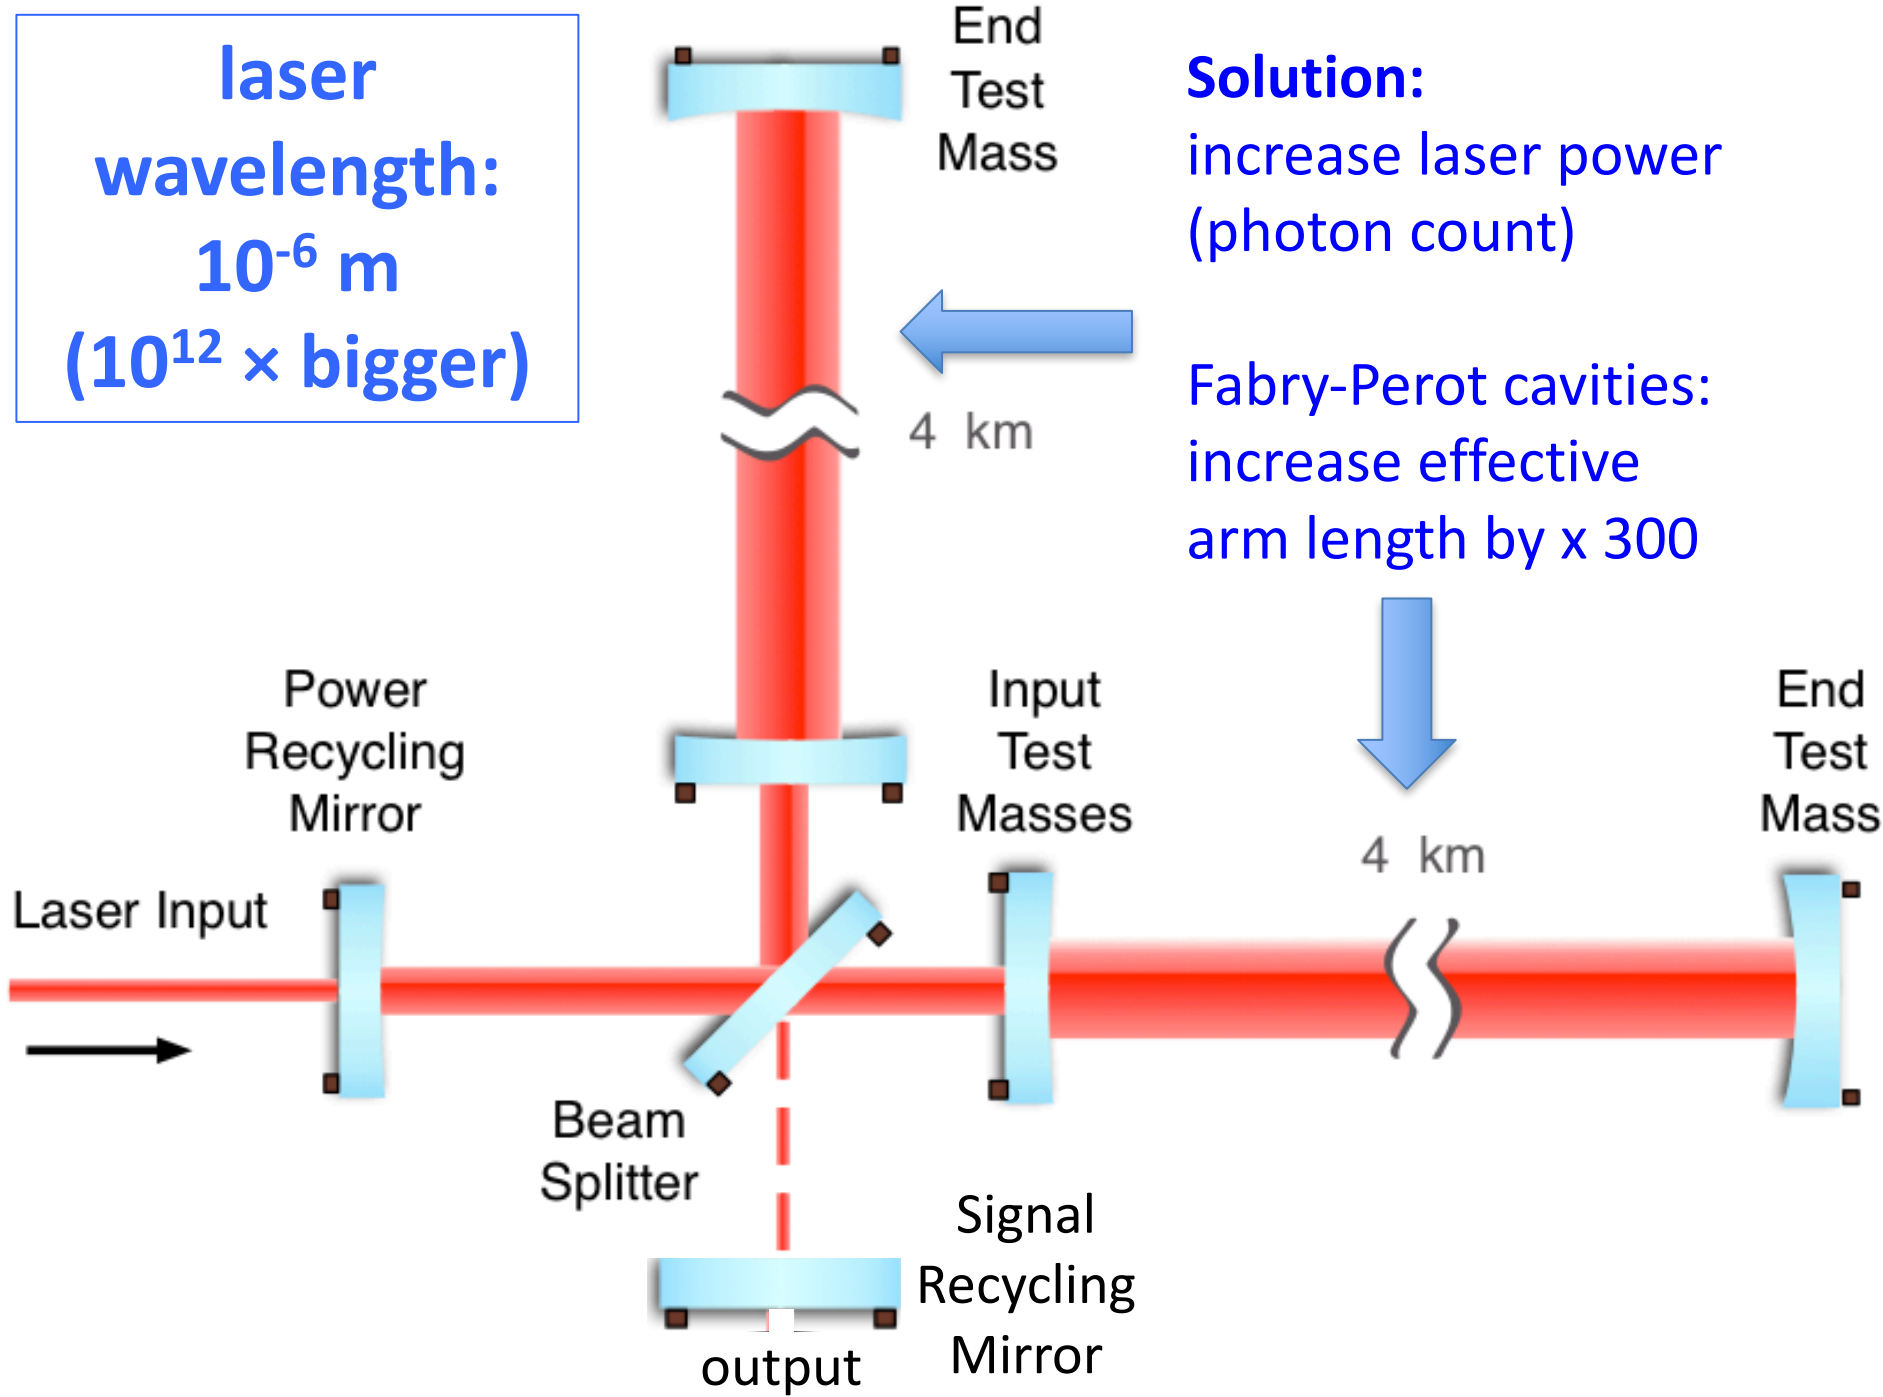 laser
wavelength:
10⁻⁶ m
(10¹² × bigger)
End
Test
Mass
Solution:
increase laser power
(photon count)
Fabry-Perot cavities:
increase effective
arm length by x 300
4 km
Power
Recycling
Mirror
Input
Test
Masses
End
Test
Mass
4 km
Laser Input
Beam
Splitter
Signal
Recycling
Mirror
output